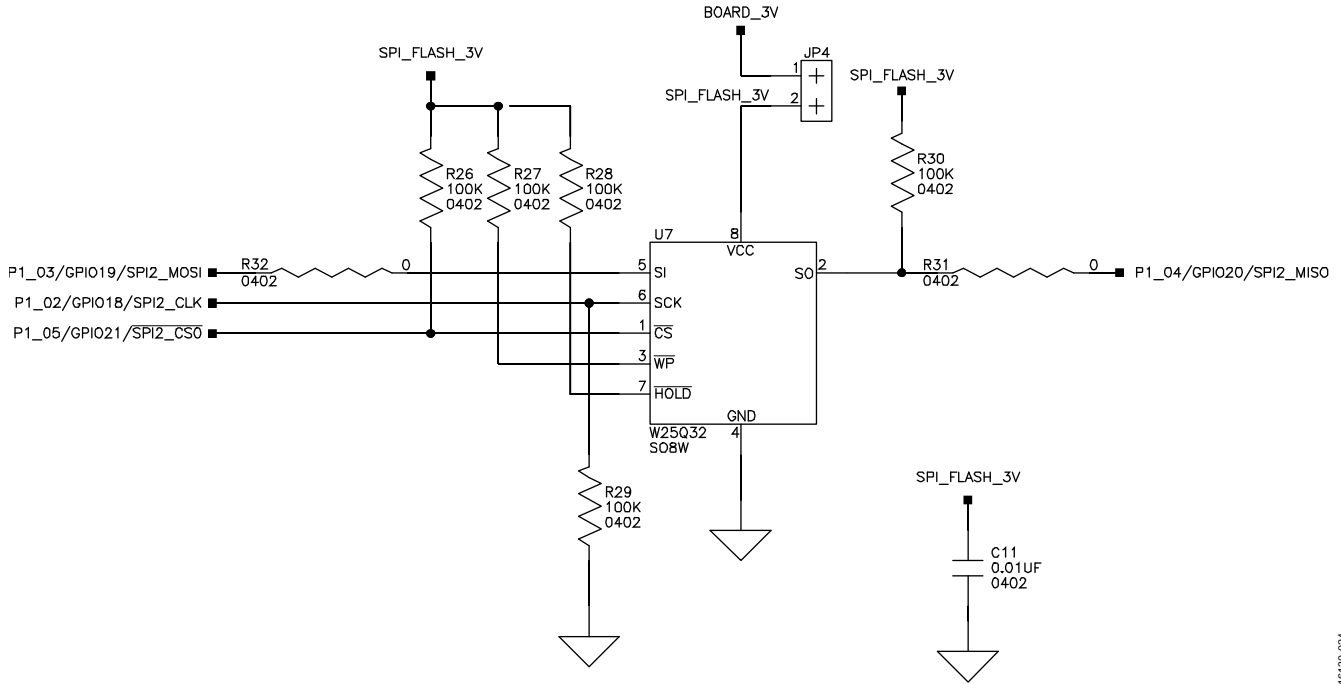 BOARD_3V
JP4
1
2
SPI_FLASH_3V
SPI_FLASH_3V
SPI_FLASH_3V
R26
100K
0402
R27
100K
0402
R28
100K
0402
R30
100K
0402
U7
8
VCC
P1_03/GPIO19/SPI2_MOSI
R32
0402
0
5
SI
SO
2
R31
0402
0
P1_04/GPIO20/SPI2_MISO
P1_02/GPIO18/SPI2_CLK
6
SCK
P1_05/GPIO21/SPI2_CS0
1
CS
3
WP
7
HOLD
GND
4
W25Q32
SO8W
R29
100K
0402
SPI_FLASH_3V
C11
0.01UF
0402